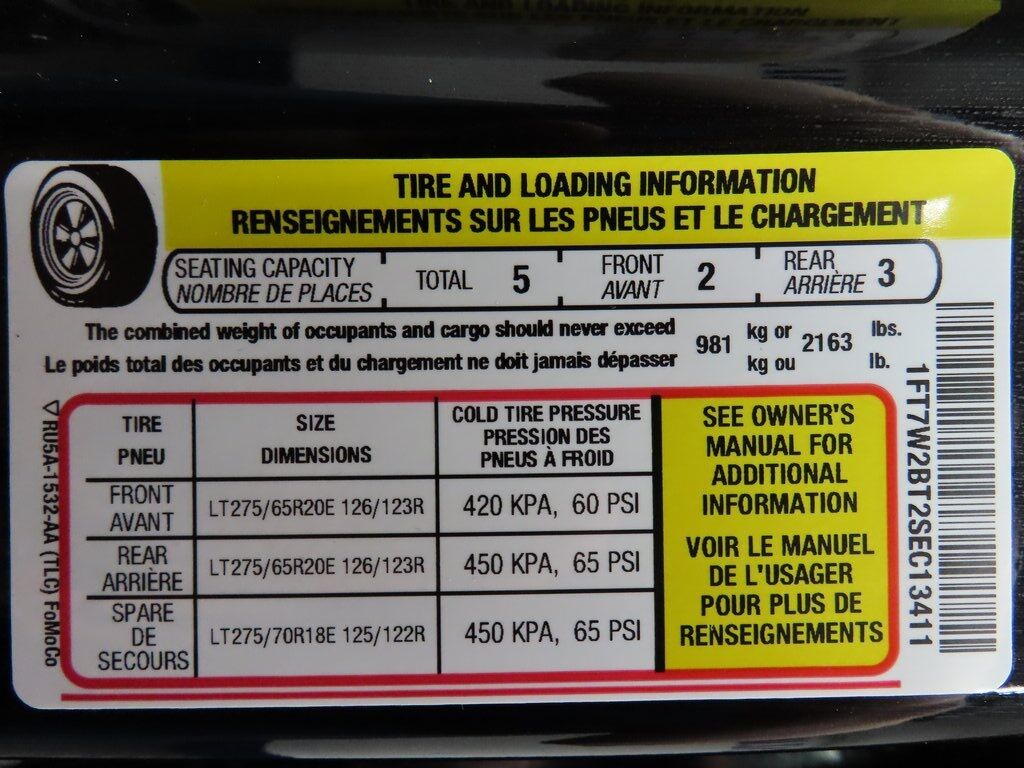 TIRE AND LOADING INFORMATION
RENSEIGNEMENTS SUR LES PNEUS ET LE CHARGEMENT
SEATING CAPACITY
NOMBRE DE PLACES
TOTAL 5
FRONT
AVANT
2
REAR
ARRIÈRE
3
The combined weight of occupants and cargo should never exceed
Le poids total des occupants et du chargement ne doit jamais dépasser
981
kg or
kg ou
2163
lbs.
lb.
TIRE
PNEU
SIZE
DIMENSIONS
COLD TIRE PRESSURE
PRESSION DES
PNEUS À FROID
FRONT
AVANT
LT275/65R20E 126/123R
420 KPA, 60 PSI
REAR
ARRIÈRE
LT275/65R20E 126/123R
450 KPA, 65 PSI
SPARE
DE
SECOURS
LT275/70R18E 125/122R
450 KPA, 65 PSI
SEE OWNER'S
MANUAL FOR
ADDITIONAL
INFORMATION
VOIR LE MANUEL
DE L'USAGER
POUR PLUS DE
RENSEIGNEMENTS
1FT7W2BT2SEC13411
▽RU5A-1532-AA (TLC) FoMoCo